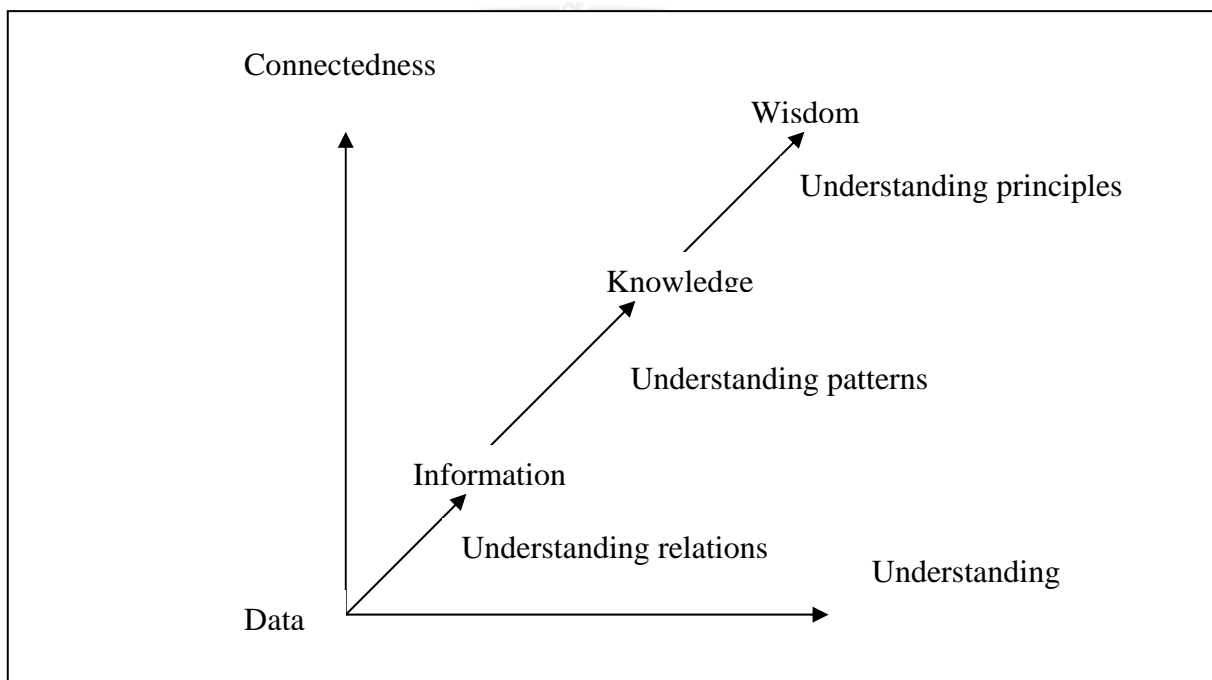 Connectedness
Wisdom
Understanding principles
Knowledge
Understanding patterns
Information
Understanding relations
Understanding
Data